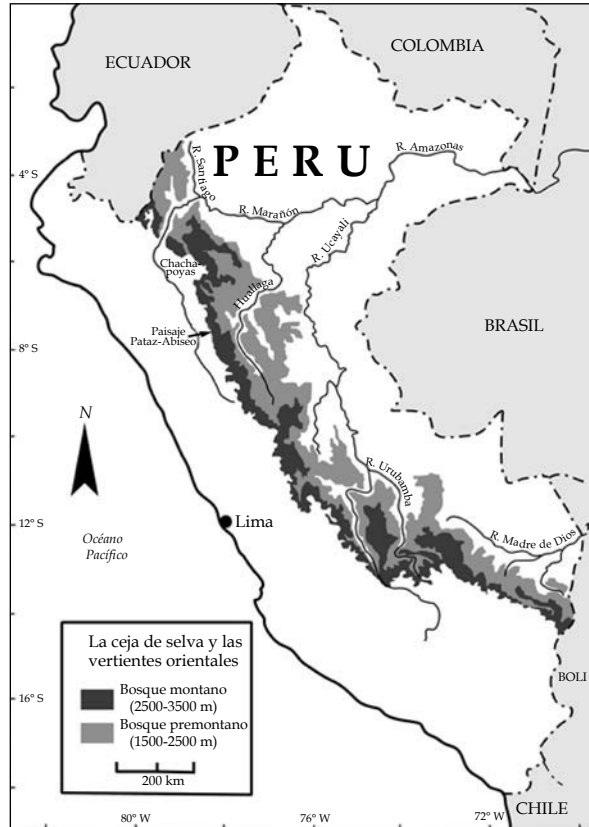 COLOMBIA
ECUADOR
PERU
R. Santiago
R. Amazonas
4° S
R. Marañón
R. Ucayali
Chacha-
poyas
Huallaga
Paisaje
Pataz-Abiseo
BRASIL
8° S
N
R. Urubamba
Lima
12° S
R. Madre de Dios
Océano
Pacífico
La ceja de selva y las
vertientes orientales
Bosque montano
(2500-3500 m)
Bosque premontano
(1500-2500 m)
200 km
BOLI
16° S
CHILE
80° W
76° W
72° W